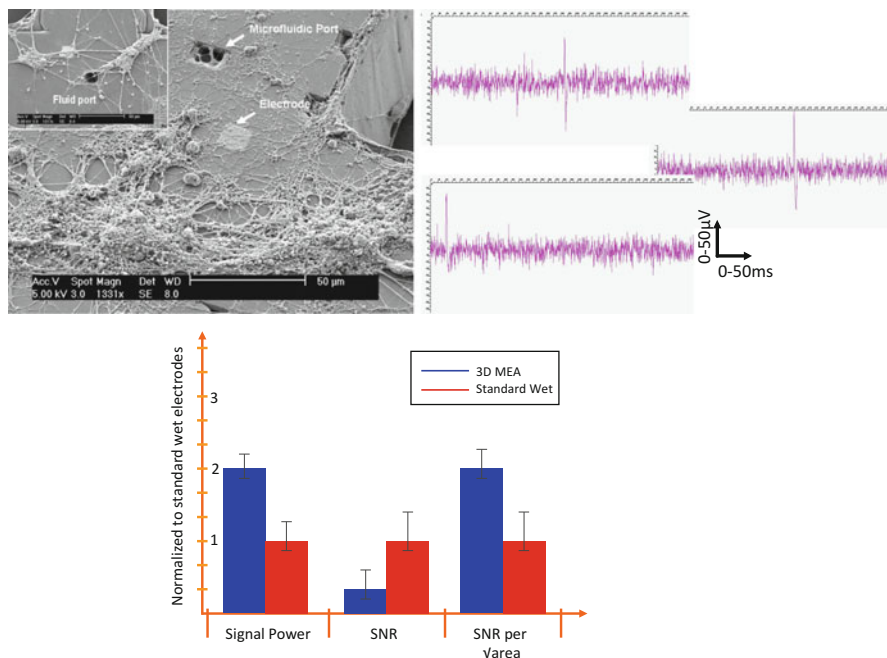 Microfluidic Port
Electrode
Fluid port
Acc.V Spot Magn Det WD
5.00 kV 3.0 1331x SE 8.0
50 µm
0-50µV
0-50ms
Normalized to standard wet electrodes
3
2
1
3D MEA
Standard Wet
Signal Power
SNR
SNR per
√area